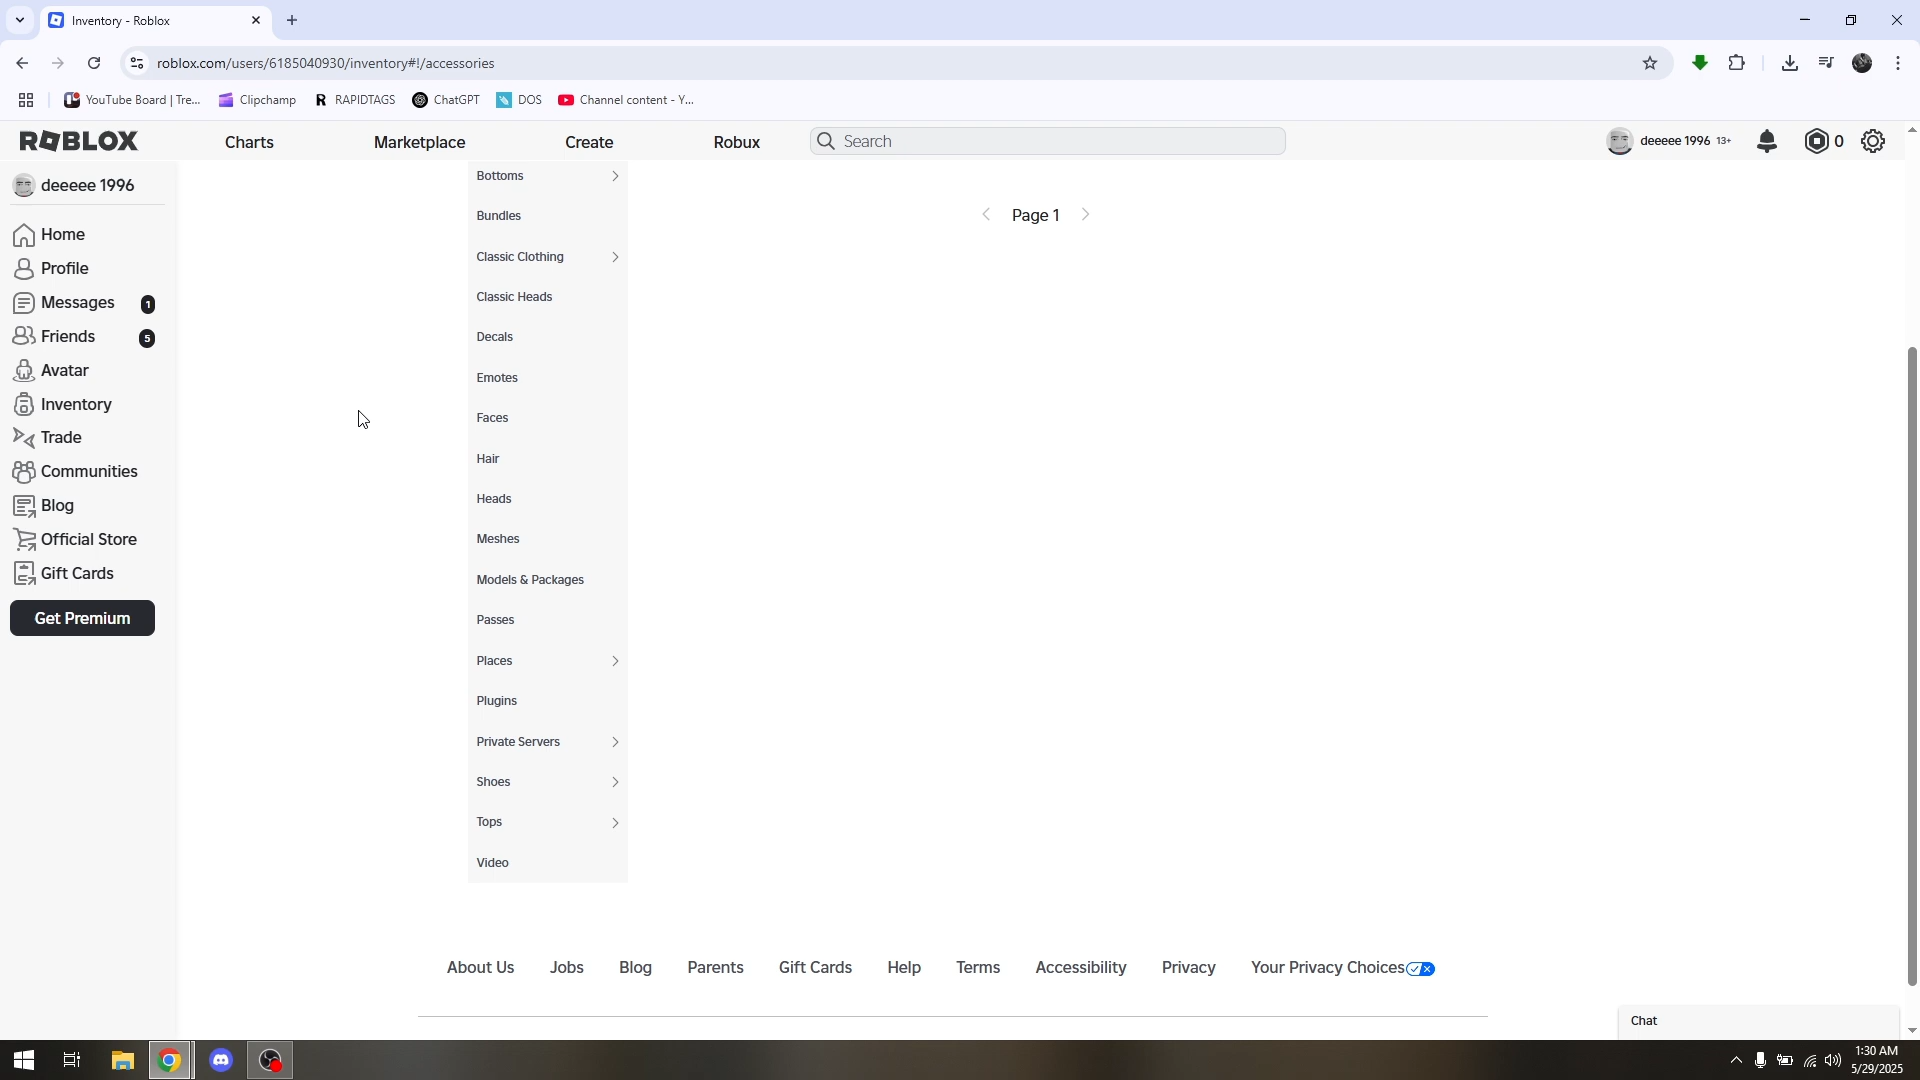 Inventory - Roblox
roblox.com/users/6185040930/inventory#!/accessories
YouTube Board | Tre... Clipchamp RAPIDTAGS ChatGPT DOS Channel content - Y...
ROBLOX Charts Marketplace Create Robux Search deeeee 1996 13+ 0
deeeee 1996
Home
Profile
Messages 1
Friends 5
Avatar
Inventory
Trade
Communities
Blog
Official Store
Gift Cards
Get Premium
Bottoms
Bundles
Classic Clothing
Classic Heads
Decals
Emotes
Faces
Hair
Heads
Meshes
Models & Packages
Passes
Places
Plugins
Private Servers
Shoes
Tops
Video
Page 1
About Us Jobs Blog Parents Gift Cards Help Terms Accessibility Privacy Your Privacy Choices
Chat
1:30 AM
5/29/2025